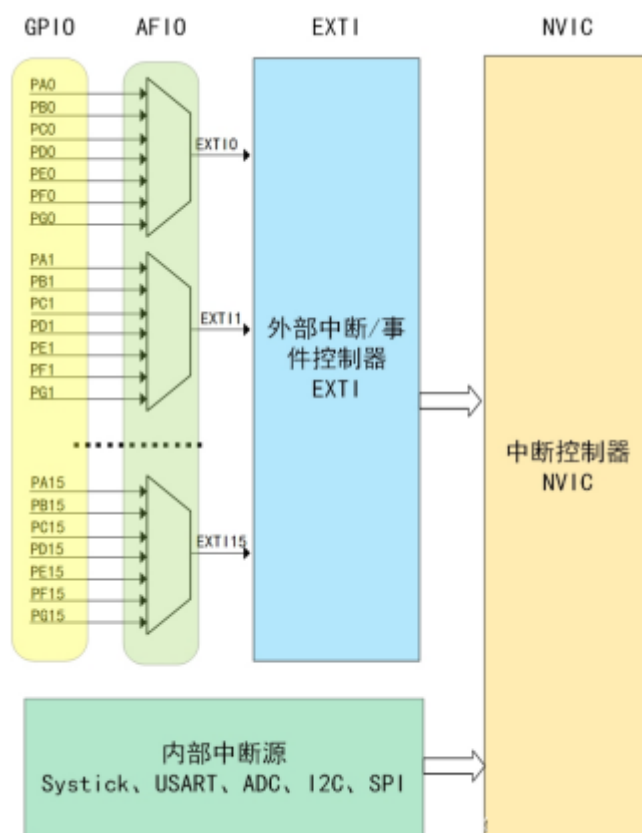 GPIO AFIO EXTI NVIC
PA0
PB0
PC0
PD0
PE0
PF0
PG0
EXTI0
PA1
PB1
PC1
PD1
PE1
PF1
PG1
EXTI1
外部中断/事
件控制器
EXTI
中断控制器
NVIC
PA15
PB15
PC15
PD15
PE15
PF15
PG15
EXTI15
内部中断源
Systick、USART、ADC、I2C、SPI